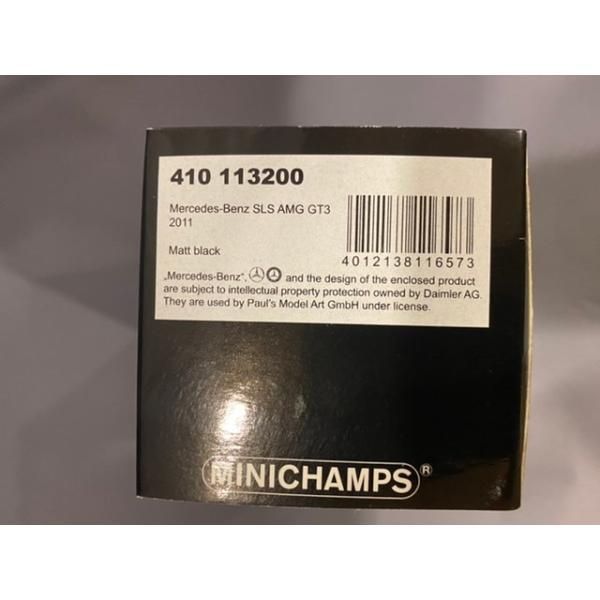 410 113200
Mercedes-Benz SLS AMG GT3
2011
Matt black
4012138116573
„Mercedes-Benz“, and the design of the enclosed product
are subject to intellectual property protection owned by Daimler AG.
They are used by Paul's Model Art GmbH under license.
MINICHAMPS®